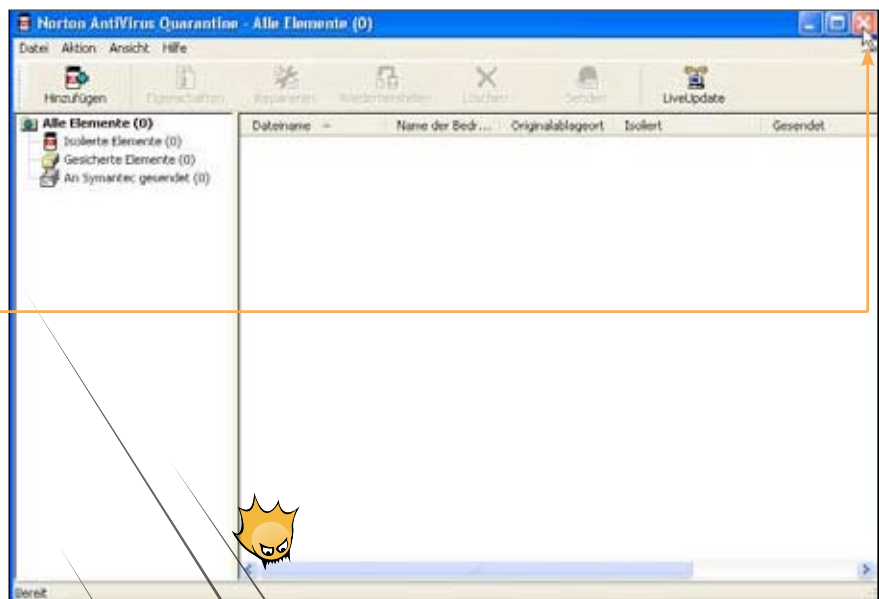 Norton AntiVirus Quarantine - Alle Elemente (0)
Datei Aktion Ansicht Hilfe
Hinzufügen Eigenschaften Reparieren Wiederherstellen Löschen Senden LiveUpdate
Alle Elemente (0)
Isolierte Elemente (0)
Gesicherte Elemente (0)
An Symantec gesendet (0)
Dateiname Name der Bedr... Originalablageort Isoliert Gesendet
Bereit